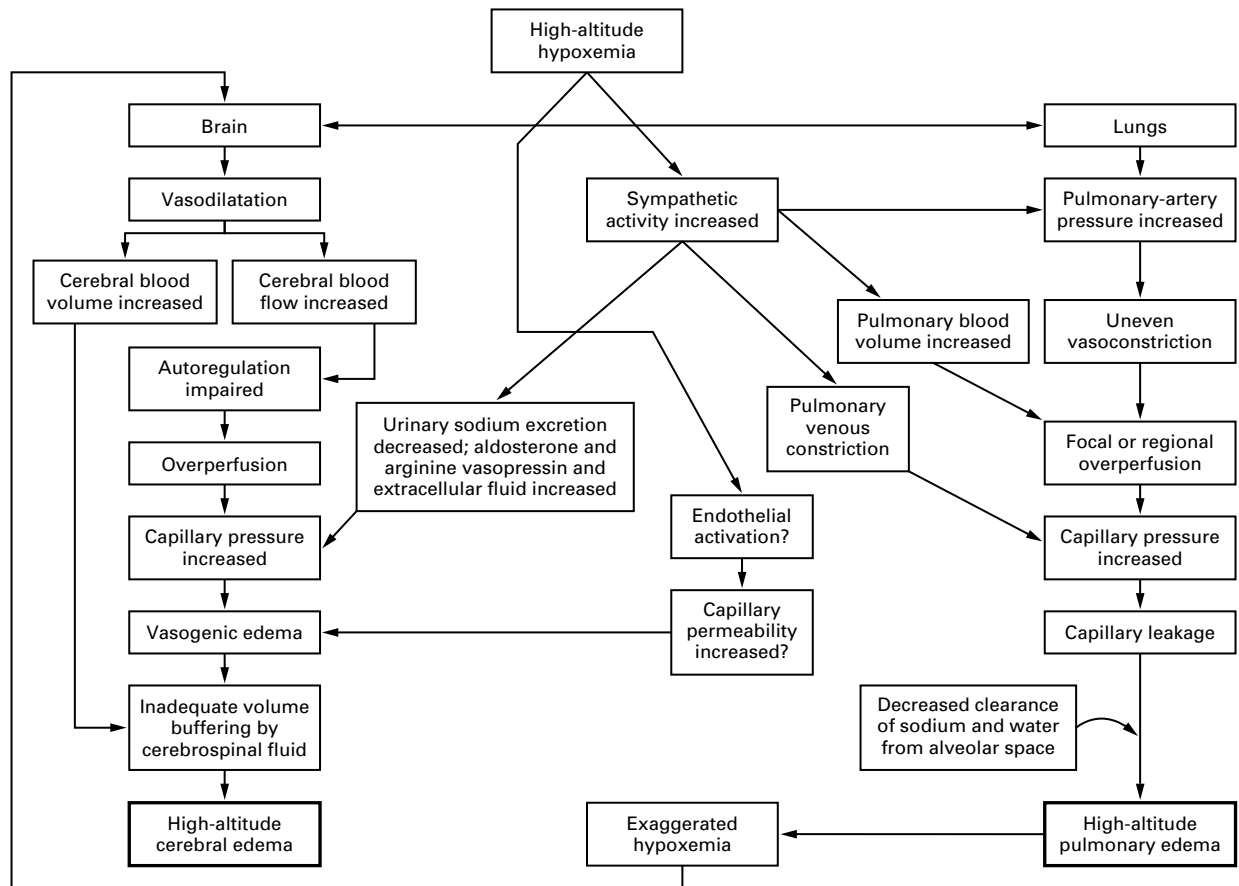 High-altitude
hypoxemia
Brain
Lungs
Vasodilatation
Sympathetic
activity increased
Pulmonary-artery
pressure increased
Cerebral blood
volume increased
Cerebral blood
flow increased
Pulmonary blood
volume increased
Uneven
vasoconstriction
Autoregulation
impaired
Urinary sodium excretion
decreased; aldosterone and
arginine vasopressin and
extracellular fluid increased
Pulmonary
venous
constriction
Overperfusion
Focal or regional
overperfusion
Capillary pressure
increased
Endothelial
activation?
Capillary pressure
increased
Vasogenic edema
Capillary
permeability
increased?
Capillary leakage
Inadequate volume
buffering by
cerebrospinal fluid
Decreased clearance
of sodium and water
from alveolar space
High-altitude
cerebral edema
Exaggerated
hypoxemia
High-altitude
pulmonary edema